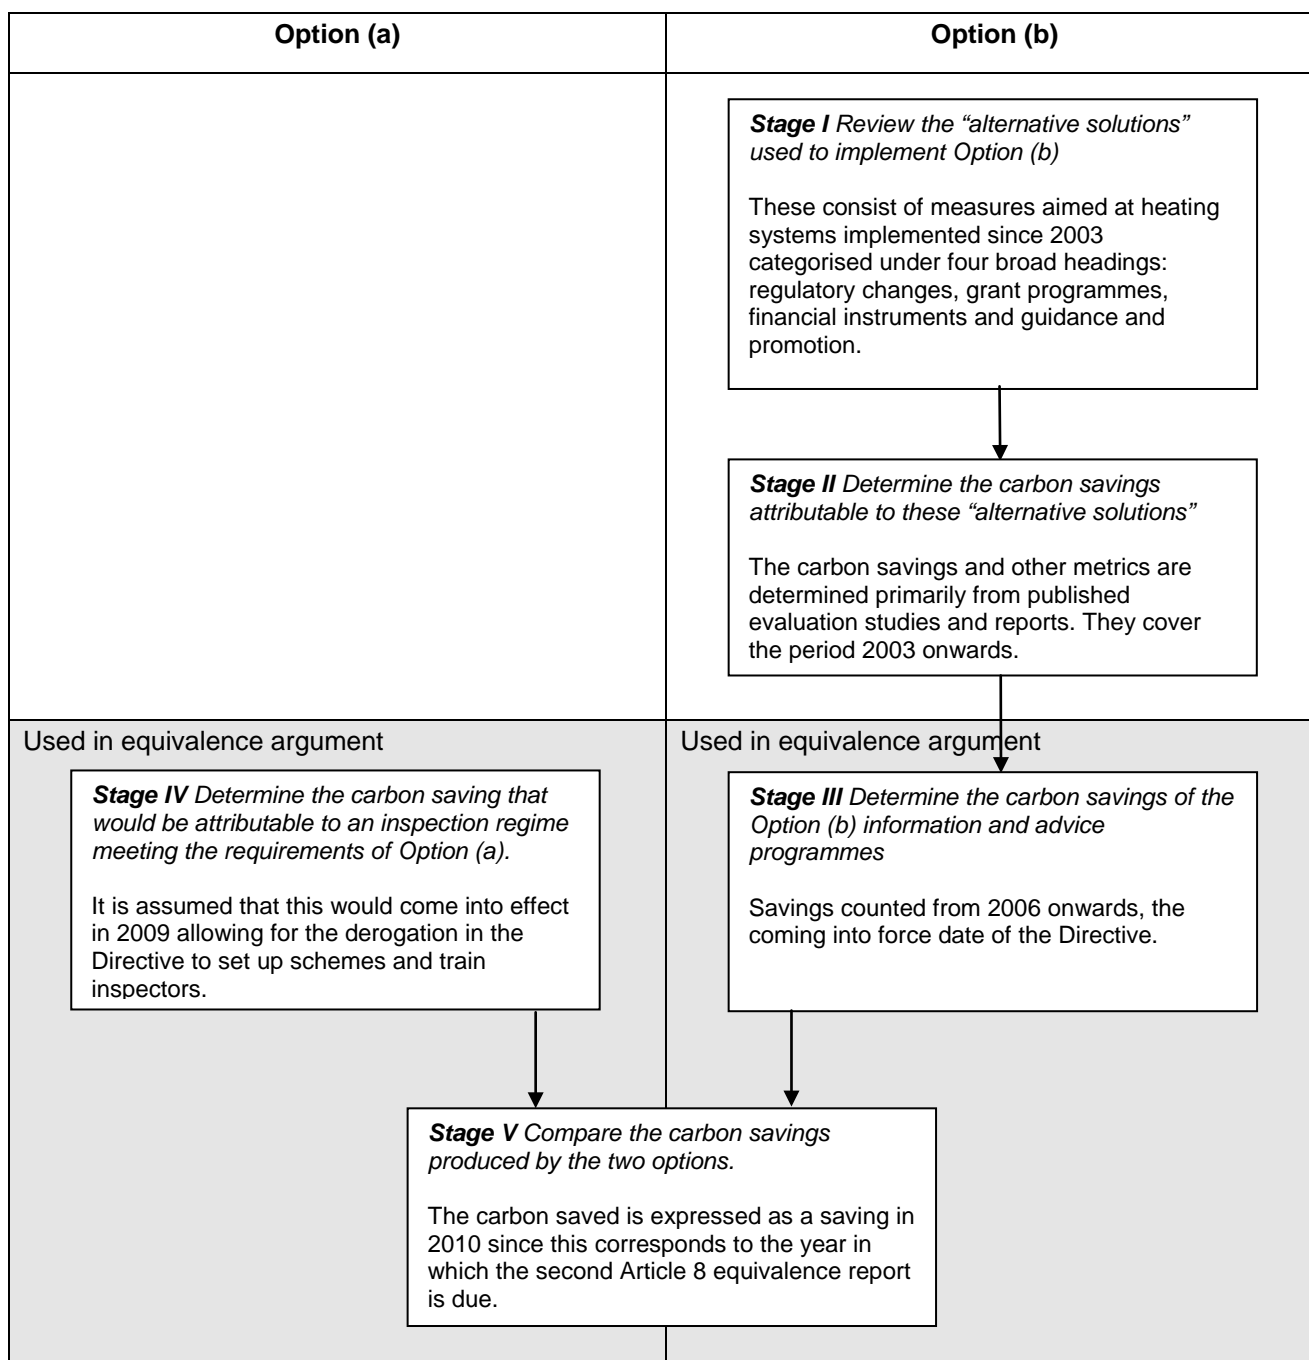 Option (a)
Option (b)
Stage I Review the “alternative solutions”
used to implement Option (b)
These consist of measures aimed at heating
systems implemented since 2003
categorised under four broad headings:
regulatory changes, grant programmes,
financial instruments and guidance and
promotion.
Stage II Determine the carbon savings
attributable to these “alternative solutions”
The carbon savings and other metrics are
determined primarily from published
evaluation studies and reports. They cover
the period 2003 onwards.
Used in equivalence argument
Used in equivalence argument
Stage IV Determine the carbon saving that
would be attributable to an inspection regime
meeting the requirements of Option (a).
It is assumed that this would come into effect
in 2009 allowing for the derogation in the
Directive to set up schemes and train
inspectors.
Stage III Determine the carbon savings of the
Option (b) information and advice
programmes
Savings counted from 2006 onwards, the
coming into force date of the Directive.
Stage V Compare the carbon savings
produced by the two options.
The carbon saved is expressed as a saving in
2010 since this corresponds to the year in
which the second Article 8 equivalence report
is due.